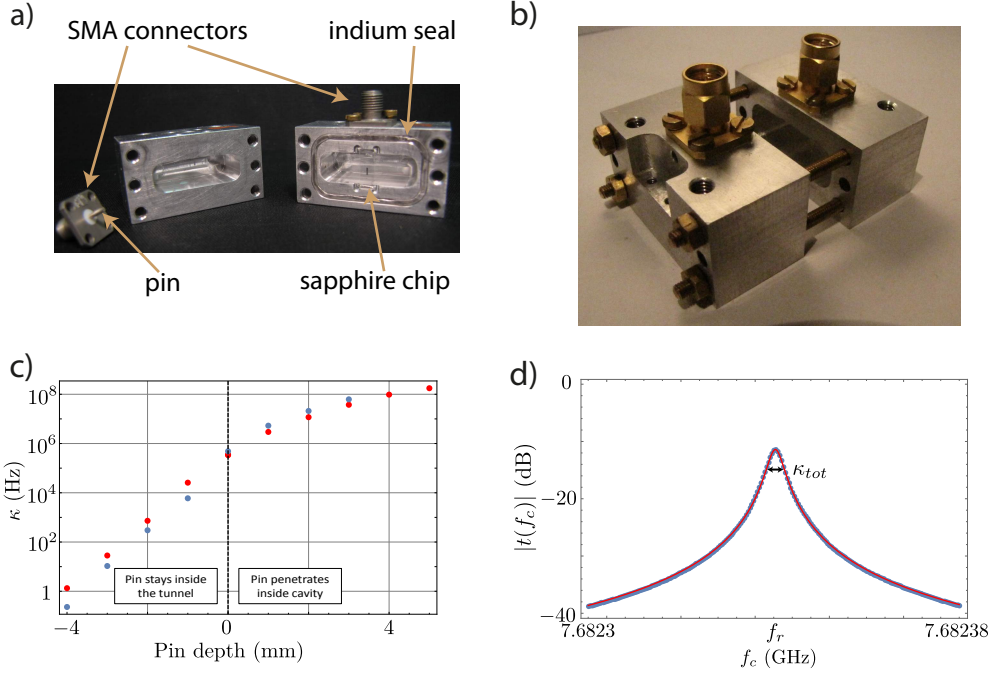 a)
SMA connectors
indium seal
pin
sapphire chip
b)
c)
10^8
10^6
10^4
10^2
1
κ (Hz)
Pin stays inside
the tunnel
Pin penetrates
inside cavity
−4
0
4
Pin depth (mm)
d)
0
−20
−40
|t(f_c)| (dB)
κ_tot
7.6823
f_r
7.68238
f_c (GHz)